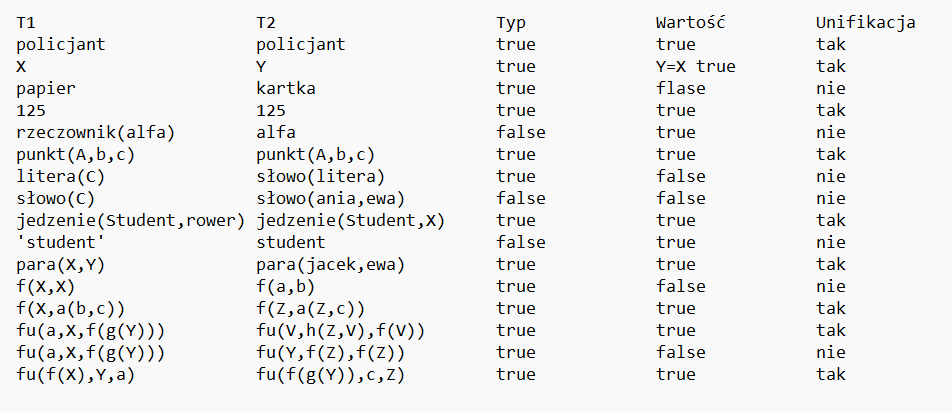 T1 T2 Typ Wartość Unifikacja
policjant policjant true true tak
X Y true Y=X true tak
papier kartka true flase nie
125 125 true true tak
rzeczownik(alfa) alfa false true nie
punkt(A,b,c) punkt(A,b,c) true true tak
litera(C) słowo(litera) true false nie
słowo(C) słowo(ania,ewa) false false nie
jedzenie(Student,rower) jedzenie(Student,X) true true tak
'student' student false true nie
para(X,Y) para(jacek,ewa) true true tak
f(X,X) f(a,b) true false nie
f(X,a(b,c)) f(Z,a(Z,c)) true true tak
fu(a,X,f(g(Y))) fu(V,h(Z,V),f(V)) true true tak
fu(a,X,f(g(Y))) fu(Y,f(Z),f(Z)) true false nie
fu(f(X),Y,a) fu(f(g(Y)),c,Z) true true tak